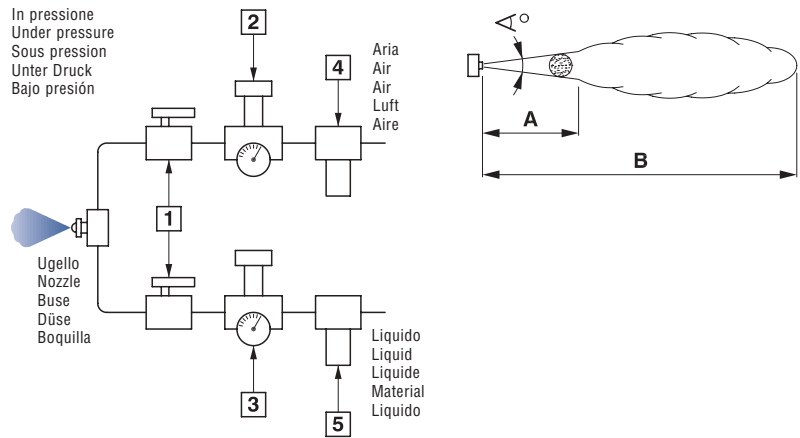 In pressione
Under pressure
Sous pression
Unter Druck
Bajo presión
2
4
Aria
Air
Air
Luft
Aire
1
Ugello
Nozzle
Buse
Düse
Boquilla
3
5
Liquido
Liquid
Liquide
Material
Liquido
A°
A
B